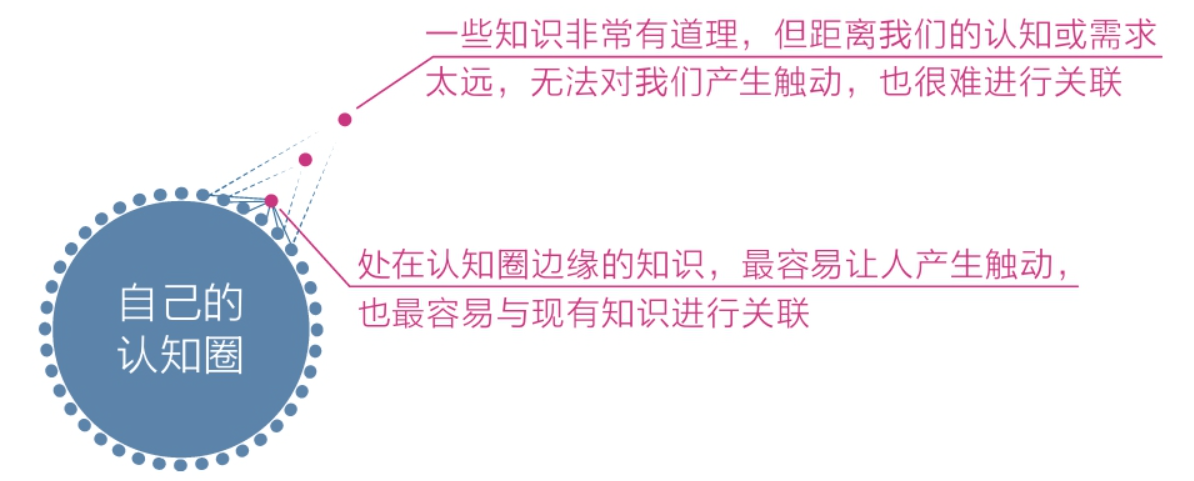 一些知识非常有道理，但距离我们的认知或需求
太远，无法对我们产生触动，也很难进行关联
处在认知圈边缘的知识，最容易让人产生触动，
也最容易与现有知识进行关联
自己的
认知圈